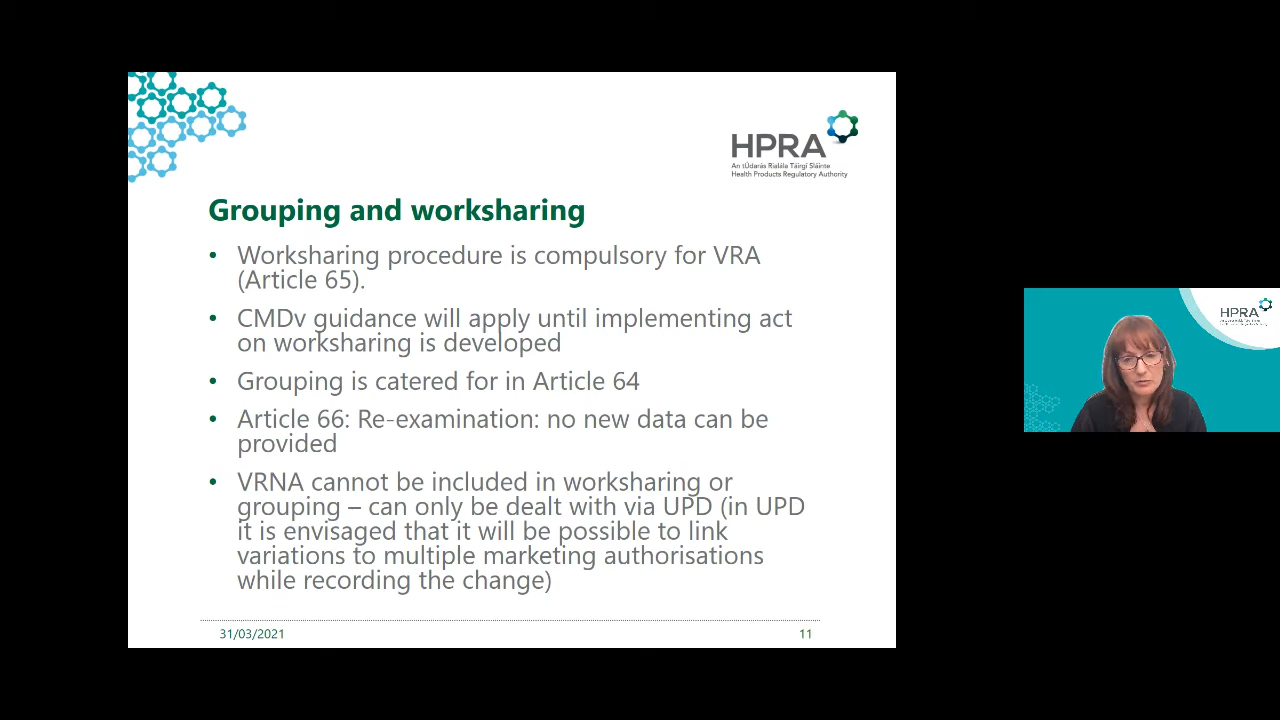 HPRA
An tÚdarás Rialála Táirgí Sláinte
Health Products Regulatory Authority
Grouping and worksharing
• Worksharing procedure is compulsory for VRA
(Article 65).
• CMDv guidance will apply until implementing act
on worksharing is developed
• Grouping is catered for in Article 64
• Article 66: Re-examination: no new data can be
provided
• VRNA cannot be included in worksharing or
grouping – can only be dealt with via UPD (in UPD
it is envisaged that it will be possible to link
variations to multiple marketing authorisations
while recording the change)
31/03/2021
11
HPRA